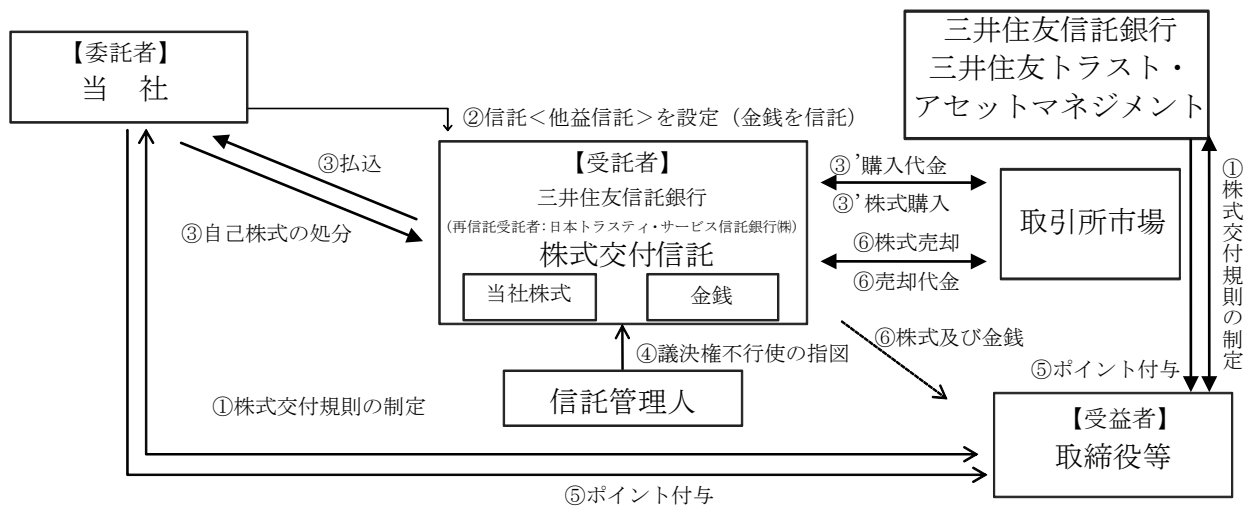 【委託者】
当 社
三井住友信託銀行
三井住友トラスト・
アセットマネジメント
②信託<他益信託>を設定（金銭を信託）
③払込
③自己株式の処分
【受託者】
三井住友信託銀行
(再信託受託者:日本トラスティ・サービス信託銀行㈱)
株式交付信託
当社株式
金銭
③’購入代金
③’株式購入
⑥株式売却
⑥売却代金
取引所市場
①株式交付規則の制定
⑥株式及び金銭
④議決権不行使の指図
信託管理人
⑤ポイント付与
①株式交付規則の制定
【受益者】
取締役等
⑤ポイント付与